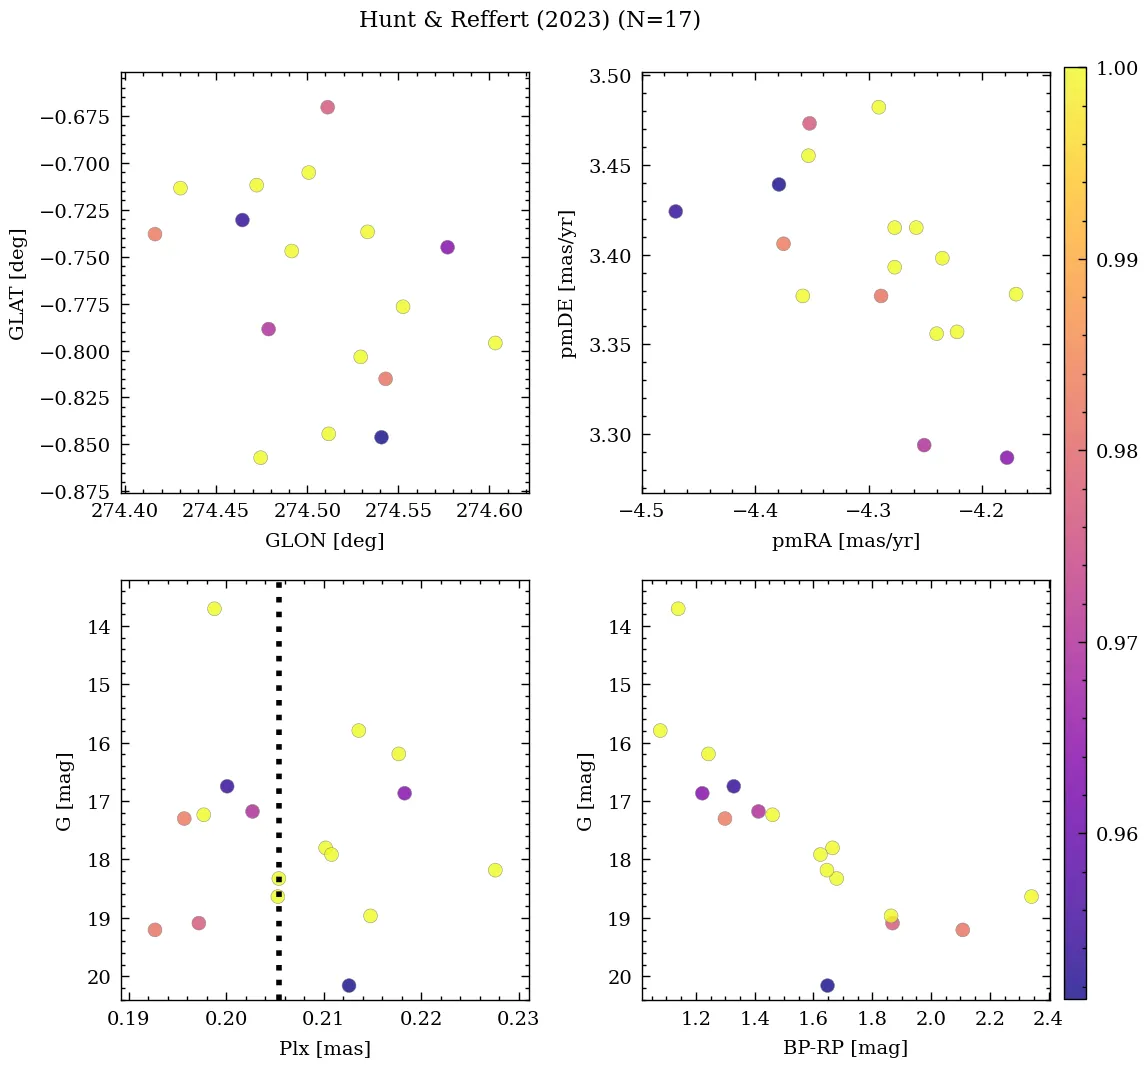 Hunt & Reffert (2023) (N=17)
−0.675
−0.700
−0.725
−0.750
−0.775
−0.800
−0.825
−0.850
−0.875
GLAT [deg]
274.40 274.45 274.50 274.55 274.60
GLON [deg]
3.50
3.45
3.40
3.35
3.30
pmDE [mas/yr]
−4.5 −4.4 −4.3 −4.2
pmRA [mas/yr]
1.00
0.99
0.98
0.97
0.96
14
15
16
17
18
19
20
G [mag]
0.19 0.20 0.21 0.22 0.23
Plx [mas]
14
15
16
17
18
19
20
G [mag]
1.2 1.4 1.6 1.8 2.0 2.2 2.4
BP-RP [mag]